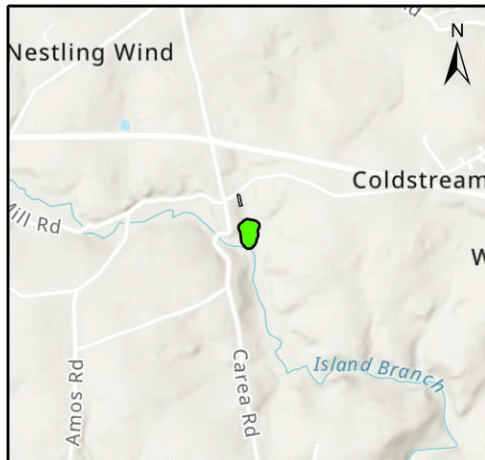 N
Nestling Wind
Coldstream
Mill Rd
W
Island Branch
Carea Rd
Amos Rd